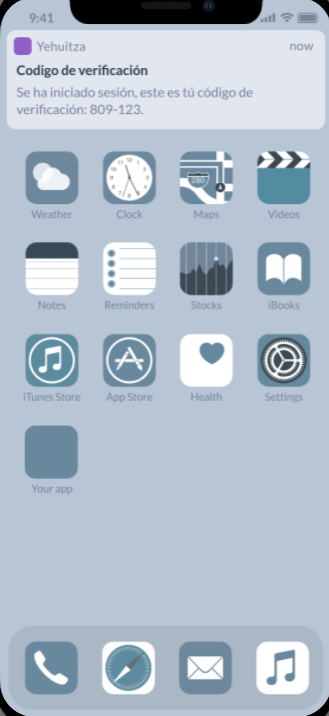 9:41
Yehuitza now
Codigo de verificación
Se ha iniciado sesión, este es tú código de
verificación: 809-123.
Weather Clock Maps Videos
280
Notes Reminders Stocks iBooks
iTunes Store App Store Health Settings
Your app